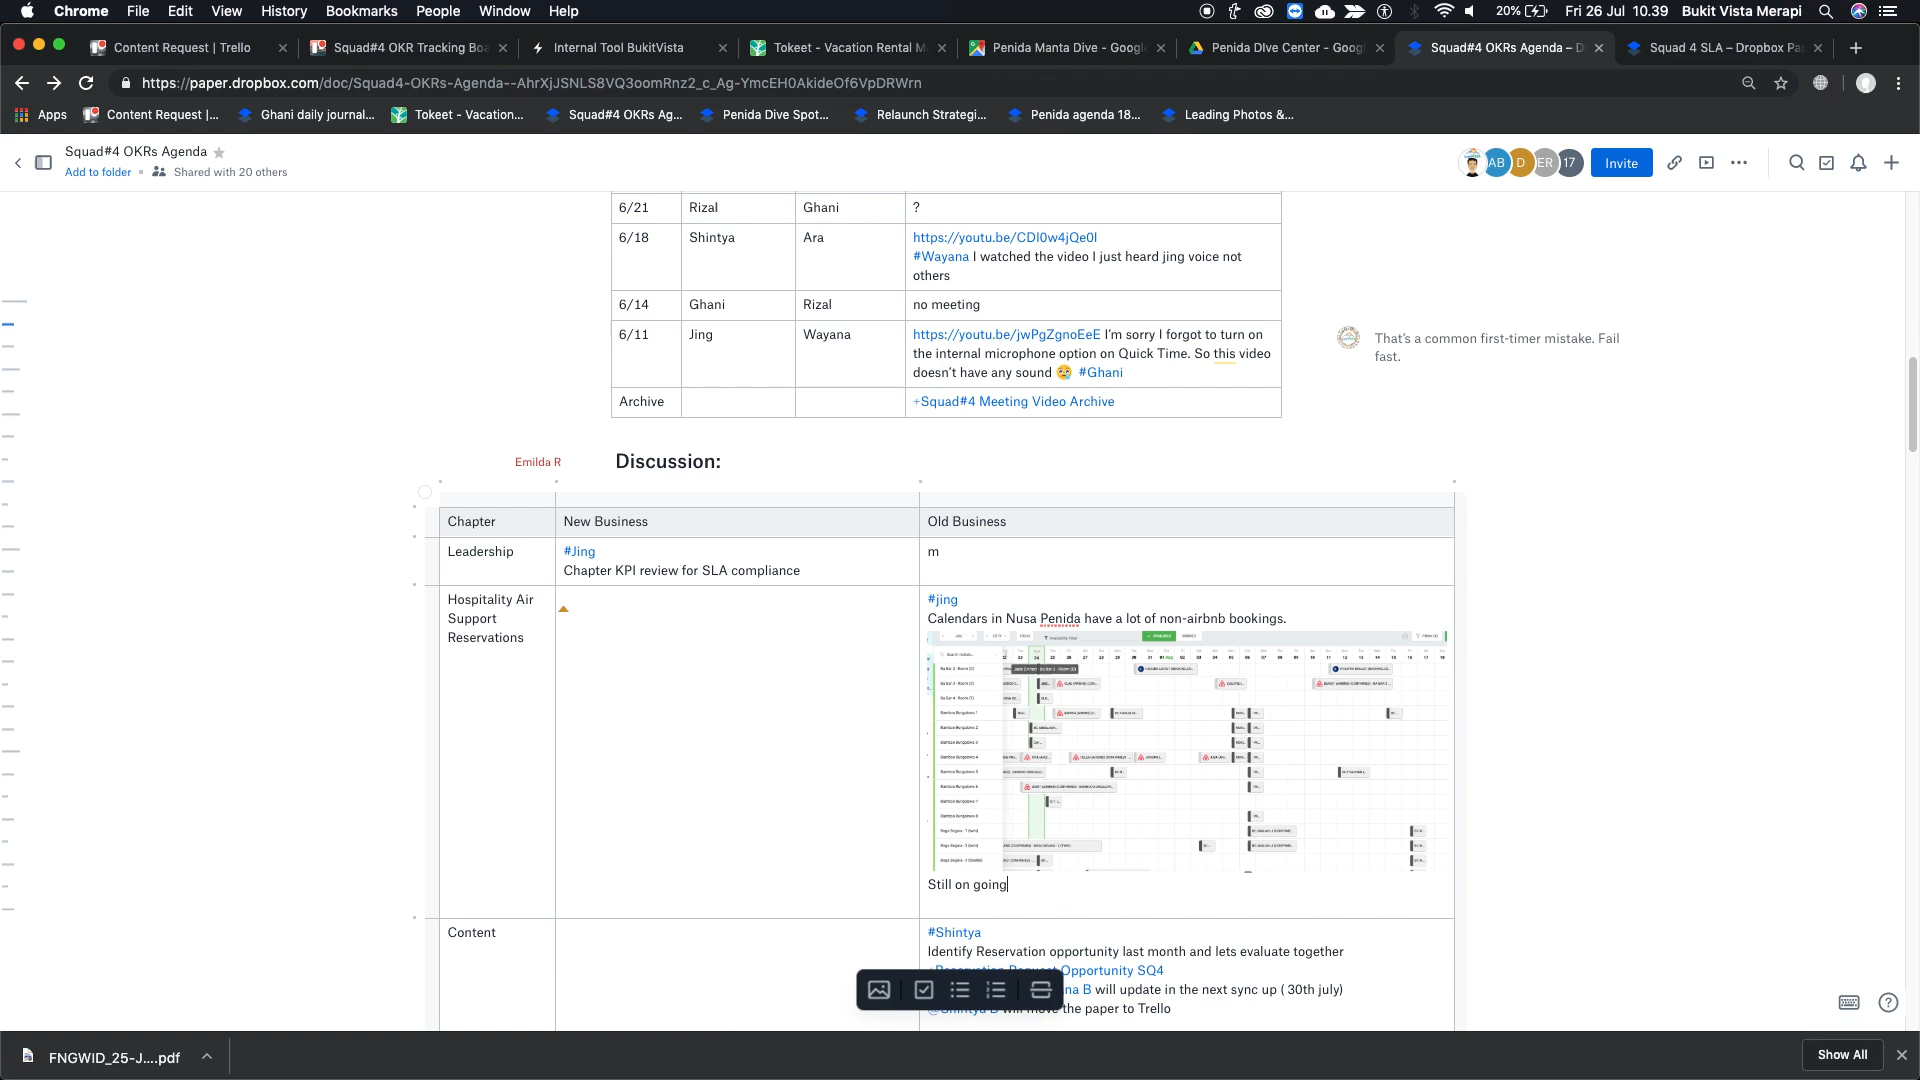 Chrome File Edit View History Bookmarks People Window Help 20% Fri 26 Jul 10.39 Bukit Vista Merapi
Content Request | Trello Squad#4 OKR Tracking Boa Internal Tool BukitVista Tokeet - Vacation Rental M Penida Manta Dive - Google Penida DIve Center - Googl Squad#4 OKRs Agenda – D Squad 4 SLA – Dropbox Pa
https://paper.dropbox.com/doc/Squad4-OKRs-Agenda--AhrXjJSNLS8VQ3oomRnz2_c_Ag-YmcEH0AkideOf6VpDRWrn
Apps Content Request |... Ghani daily journal... Tokeet - Vacation... Squad#4 OKRs Ag... Penida Dive Spot... Relaunch Strategi... Penida agenda 18... Leading Photos &...
Squad#4 OKRs Agenda
Add to folder • Shared with 20 others
AB D ER 17 Invite
6/21 Rizal Ghani ?
6/18 Shintya Ara https://youtu.be/CDI0w4jQe0I
#Wayana I watched the video I just heard jing voice not
others
6/14 Ghani Rizal no meeting
6/11 Jing Wayana https://youtu.be/jwPgZgnoEeE I'm sorry I forgot to turn on
the internal microphone option on Quick Time. So this video
doesn't have any sound 😢 #Ghani
That's a common first-timer mistake. Fail
fast.
Archive +Squad#4 Meeting Video Archive
Emilda R
Discussion:
Chapter New Business Old Business
Leadership #Jing m
Chapter KPI review for SLA compliance
Hospitality Air
Support
Reservations
#jing
Calendars in Nusa Penida have a lot of non-airbnb bookings.
Still on going
Content #Shintya
Identify Reservation opportunity last month and lets evaluate together
+Reservation Request Opportunity SQ4
na B will update in the next sync up ( 30th july)
@Shintya B will move the paper to Trello
FNGWID_25-J....pdf
Show All